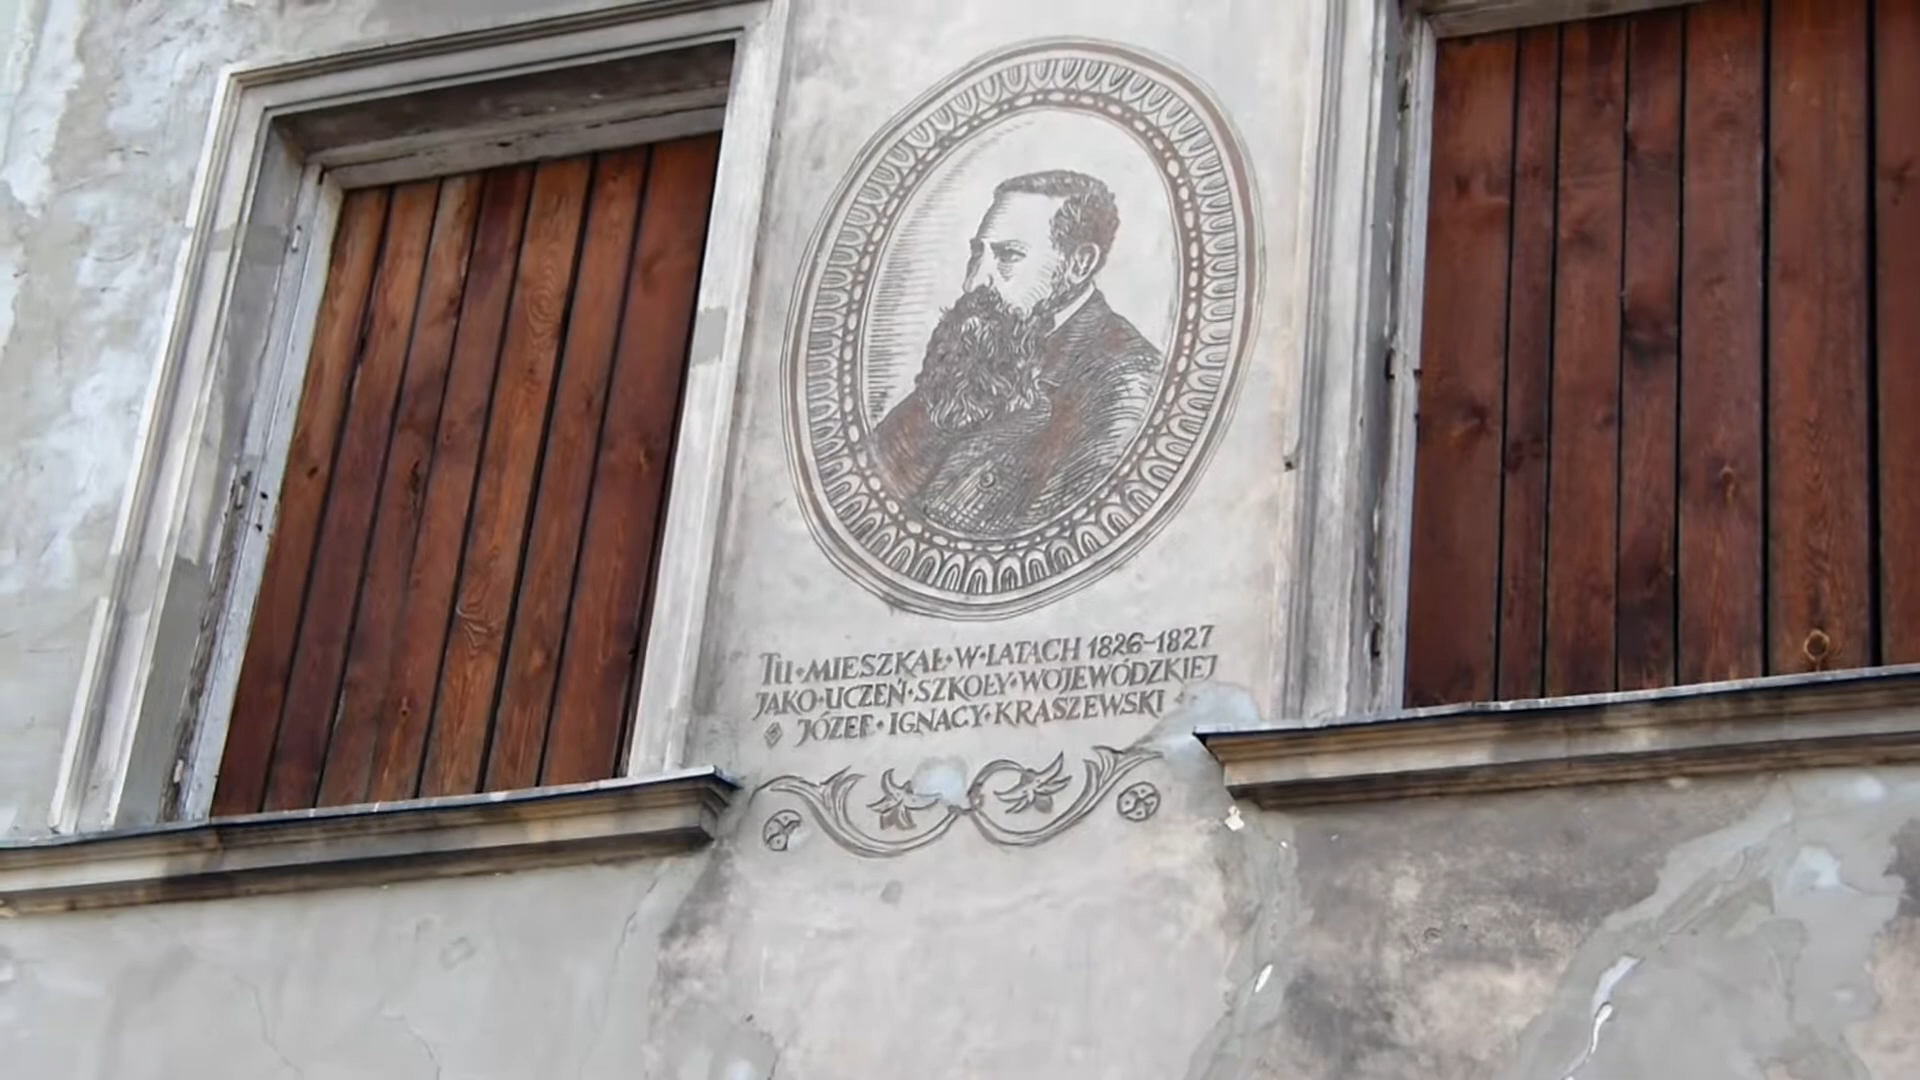 TU·MIESZKAŁ·W·LATACH 1826–1827
JAKO·UCZEŃ·SZKOŁY·WOJEWÓDZKIEJ
JÓZEF·IGNACY·KRASZEWSKI